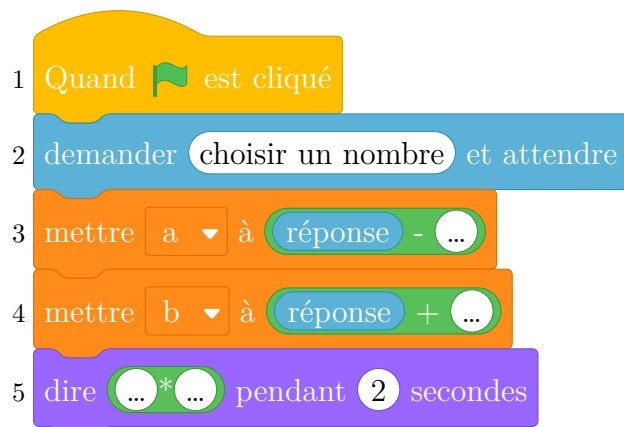 1 Quand est cliqué
2 demander choisir un nombre et attendre
3 mettre a à réponse - ...
4 mettre b à réponse + ...
5 dire ... * ... pendant 2 secondes